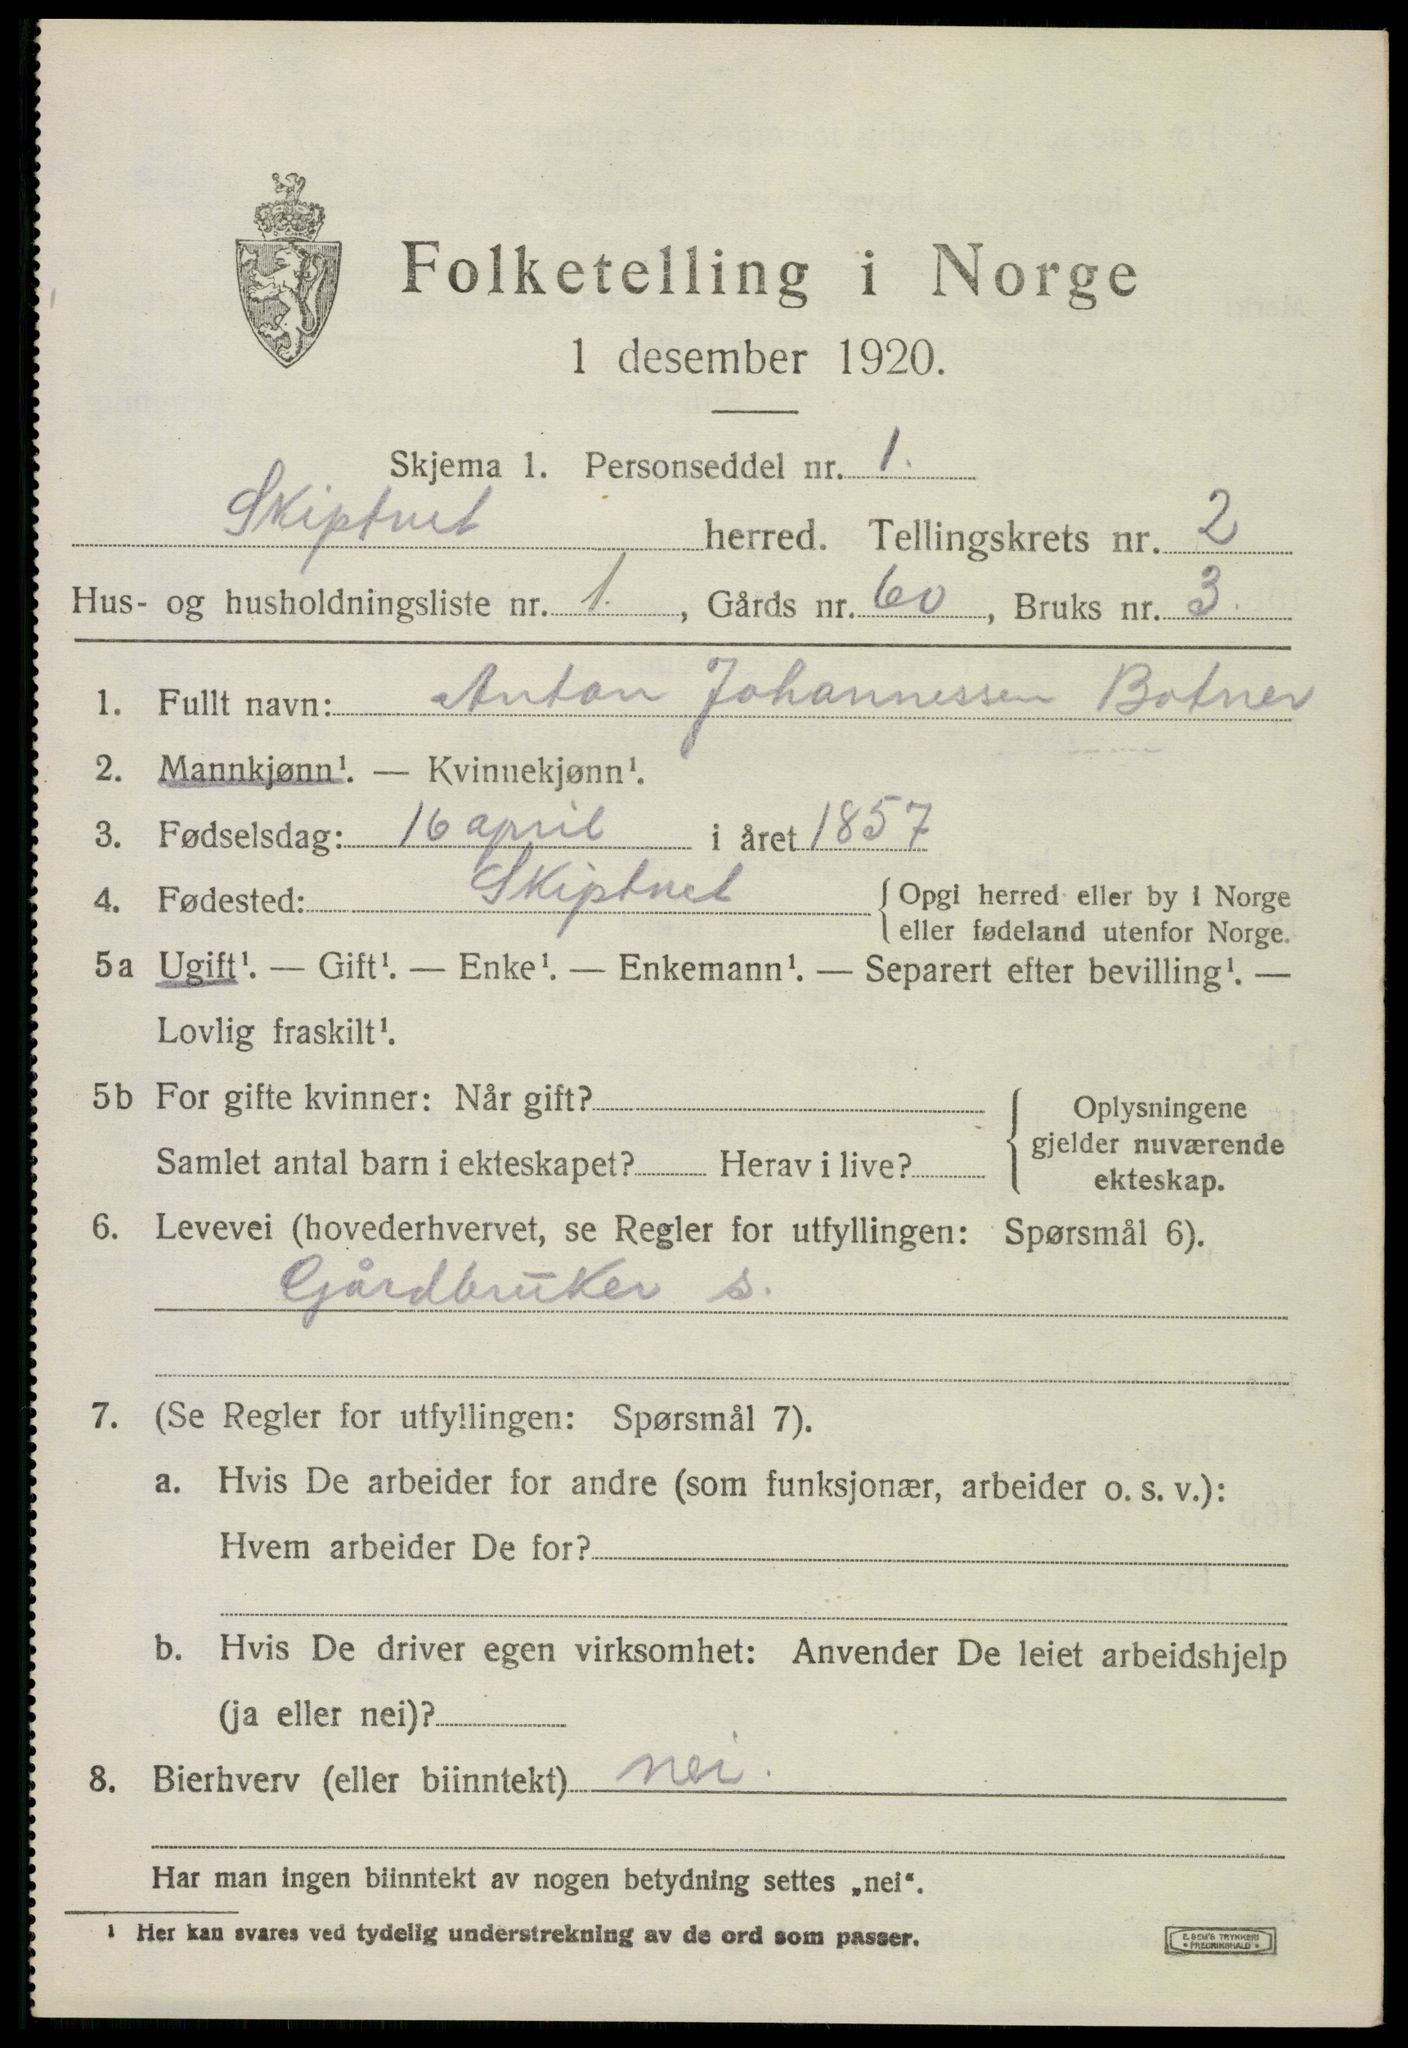 Folketelling i Norge
1 desember 1920.
Skjema 1. Personseddel nr. 1.
Skiptvet herred. Tellingskrets nr. 2
Hus- og husholdningsliste nr. 1., Gårds nr. 60, Bruks nr. 3.
1. Fullt navn: Anton Johannessen Botner
2. Mannkjønn¹. — Kvinnekjønn¹.
3. Fødselsdag: 16 april i året 1857
4. Fødested: Skiptvet { Opgi herred eller by i Norge
eller fødeland utenfor Norge.
5a Ugift¹. — Gift¹. — Enke¹. — Enkemann¹. — Separert efter bevilling¹. —
Lovlig fraskilt¹.
5b For gifte kvinner: Når gift?
Samlet antal barn i ekteskapet? Herav i live?
{ Oplysningene
gjelder nuværende
ekteskap.
6. Levevei (hovederhvervet, se Regler for utfyllingen: Spørsmål 6).
Gårdbruker s.
7. (Se Regler for utfyllingen: Spørsmål 7).
a. Hvis De arbeider for andre (som funksjonær, arbeider o. s. v.):
Hvem arbeider De for?
b. Hvis De driver egen virksomhet: Anvender De leiet arbeidshjelp
(ja eller nei)?
8. Bierhverv (eller biinntekt) nei.
Har man ingen biinntekt av nogen betydning settes „nei“.
1 Her kan svares ved tydelig understrekning av de ord som passer.
E. SEM'S TRYKKERI
• FREDRIKSHALD •